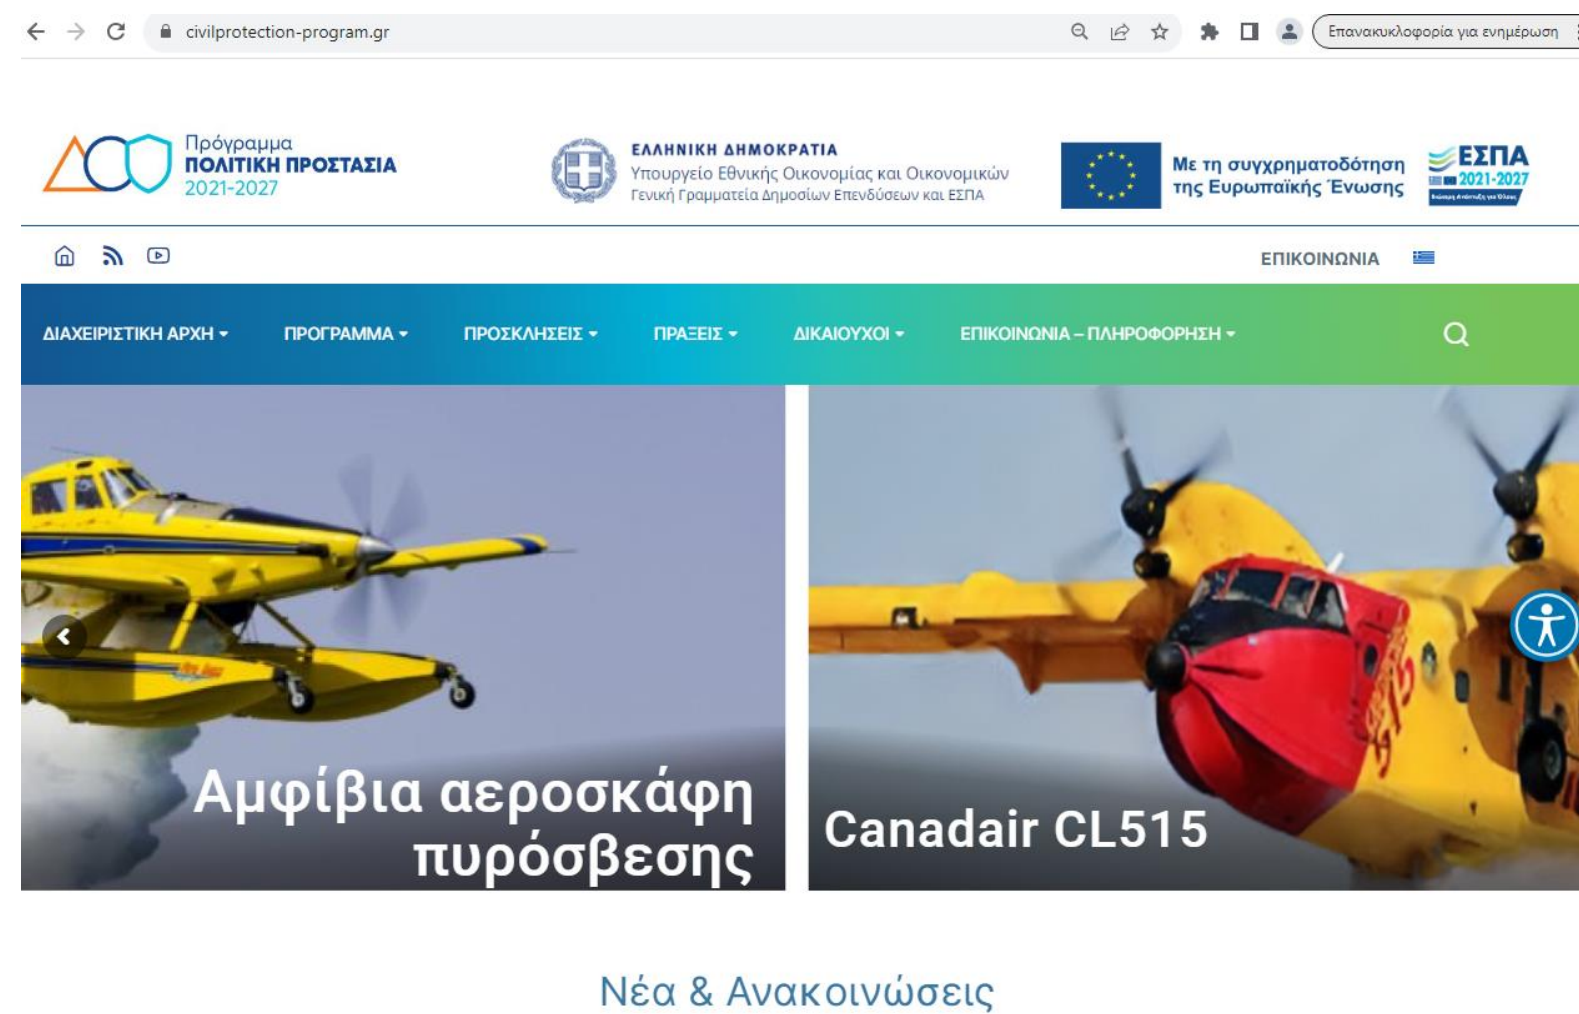 civilprotection-program.gr
Επανακυκλοφορία για ενημέρωση
Πρόγραμμα
ΠΟΛΙΤΙΚΗ ΠΡΟΣΤΑΣΙΑ
2021-2027
ΕΛΛΗΝΙΚΗ ΔΗΜΟΚΡΑΤΙΑ
Υπουργείο Εθνικής Οικονομίας και Οικονομικών
Γενική Γραμματεία Δημοσίων Επενδύσεων και ΕΣΠΑ
Με τη συγχρηματοδότηση
της Ευρωπαϊκής Ένωσης
ΕΣΠΑ
2021-2027
ΕΠΙΚΟΙΝΩΝΙΑ
ΔΙΑΧΕΙΡΙΣΤΙΚΗ ΑΡΧΗ ΠΡΟΓΡΑΜΜΑ ΠΡΟΣΚΛΗΣΕΙΣ ΠΡΑΞΕΙΣ ΔΙΚΑΙΟΥΧΟΙ ΕΠΙΚΟΙΝΩΝΙΑ – ΠΛΗΡΟΦΟΡΗΣΗ
Αμφίβια αεροσκάφη
πυρόσβεσης
Canadair CL515
Νέα & Ανακοινώσεις